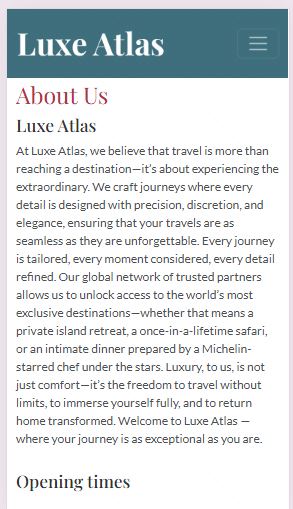 Luxe Atlas
About Us
Luxe Atlas
At Luxe Atlas, we believe that travel is more than
reaching a destination—it's about experiencing the
extraordinary. We craft journeys where every
detail is designed with precision, discretion, and
elegance, ensuring that your travels are as
seamless as they are unforgettable. Every journey
is tailored, every moment considered, every detail
refined. Our global network of trusted partners
allows us to unlock access to the world's most
exclusive destinations—whether that means a
private island retreat, a once-in-a-lifetime safari,
or an intimate dinner prepared by a Michelin-
starred chef under the stars. Luxury, to us, is not
just comfort—it's the freedom to travel without
limits, to immerse yourself fully, and to return
home transformed. Welcome to Luxe Atlas —
where your journey is as exceptional as you are.
Opening times